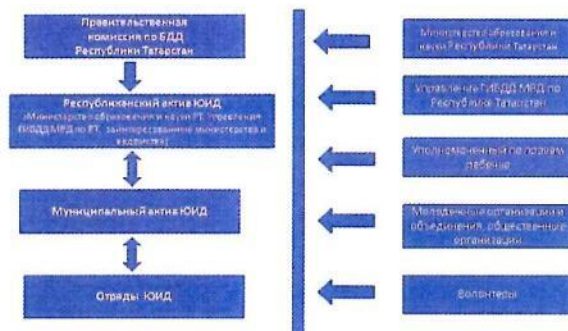 Правительственная
комиссия по БДД
Республики Татарстан
Республиканский актив ЮИД
(Министерство образования и науки РТ, Управления
ГИБДД МВД по РТ, заинтересованные министерства и
ведомства)
Муниципальный актив ЮИД
Отряды ЮИД
Министерство образования и
науки Республики Татарстан
Управление ГИБДД МВД по
Республике Татарстан
Уполномоченный по правам
ребенка
Молодежные организации и
объединения, общественные
организации
Волонтеры